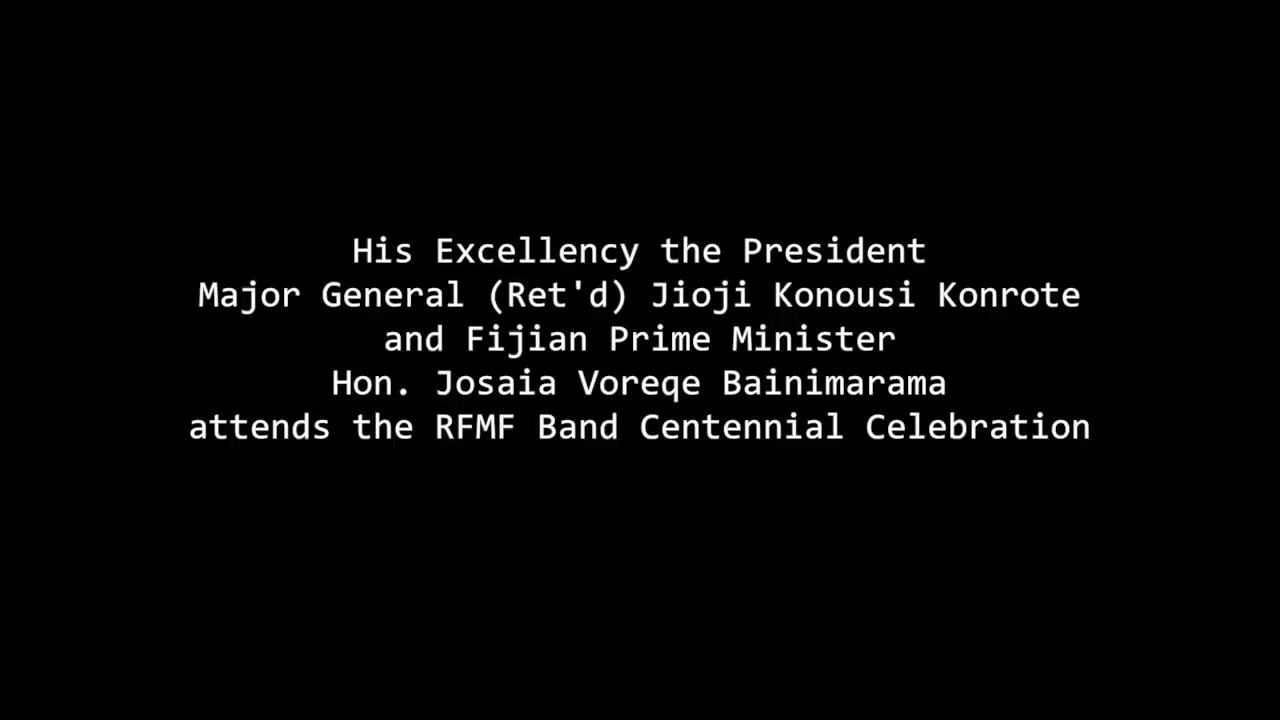 His Excellency the President
Major General (Ret'd) Jioji Konousi Konrote
and Fijian Prime Minister
Hon. Josaia Voreqe Bainimarama
attends the RFMF Band Centennial Celebration